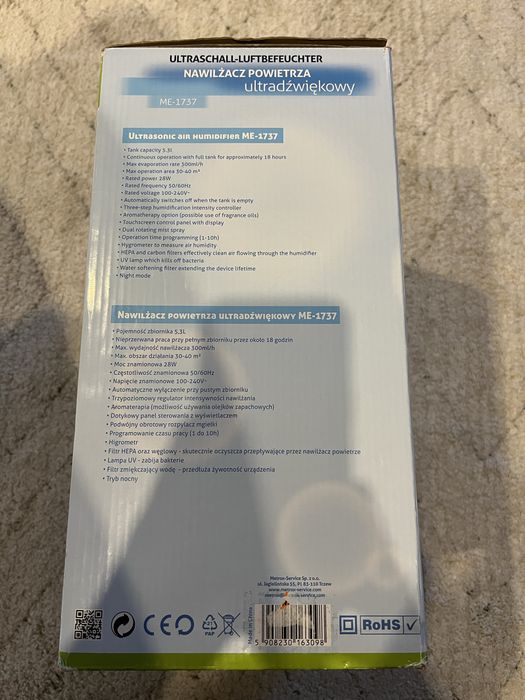 ULTRASCHALL-LUFTBEFEUCHTER
NAWILŻACZ POWIETRZA
ultradźwiękowy
ME-1737
ULTRASONIC AIR HUMIDIFIER ME-1737
• Tank capacity 5.3l
• Continuous operation with full tank for approximately 18 hours
• Max evaporation rate 300ml/h
• Max operation area 30-40 m²
• Rated power 28W
• Rated frequency 50/60Hz
• Rated voltage 100-240V~
• Automatically switches off when the tank is empty
• Three-step humidification intensity controller
• Aromatherapy option (possible use of fragrance oils)
• Touchscreen control panel with display
• Dual rotating mist spray
• Operation time programming (1-10h)
• Hygrometer to measure air humidity
• HEPA and carbon filters effectively clean air flowing through the humidifier
• UV lamp which kills off bacteria
• Water softening filter extending the device lifetime
• Night mode
NAWILŻACZ POWIETRZA ULTRADŹWIĘKOWY ME-1737
• Pojemność zbiornika 5,3L
• Nieprzerwana praca przy pełnym zbiorniku przez około 18 godzin
• Max. wydajność nawilżacza 300ml/h
• Max. obszar działania 30-40 m²
• Moc znamionowa 28W
• Częstotliwość znamionowa 50/60Hz
• Napięcie znamionowe 100-240V~
• Automatyczne wyłączenie przy pustym zbiorniku
• Trzypoziomowy regulator intensywności nawilżania
• Aromaterapia (możliwość używania olejków zapachowych)
• Dotykowy panel sterowania z wyświetlaczem
• Podwójny obrotowy rozpylacz mgiełki
• Programowanie czasu pracy (1 do 10h)
• Higrometr
• Filtr HEPA oraz węglowy - skutecznie oczyszcza przepływające przez nawilżacz powietrze
• Lampa UV - zabija bakterie
• Filtr zmiękczający wodę - przedłuża żywotność urządzenia
• Tryb nocny
Metrox-Service Sp. z o.o.
ul. Jagiellońska 55, PL 83-110 Tczew
www.metrox-service.com
CE
PAP
Made in China
5 908230 163098
RoHS